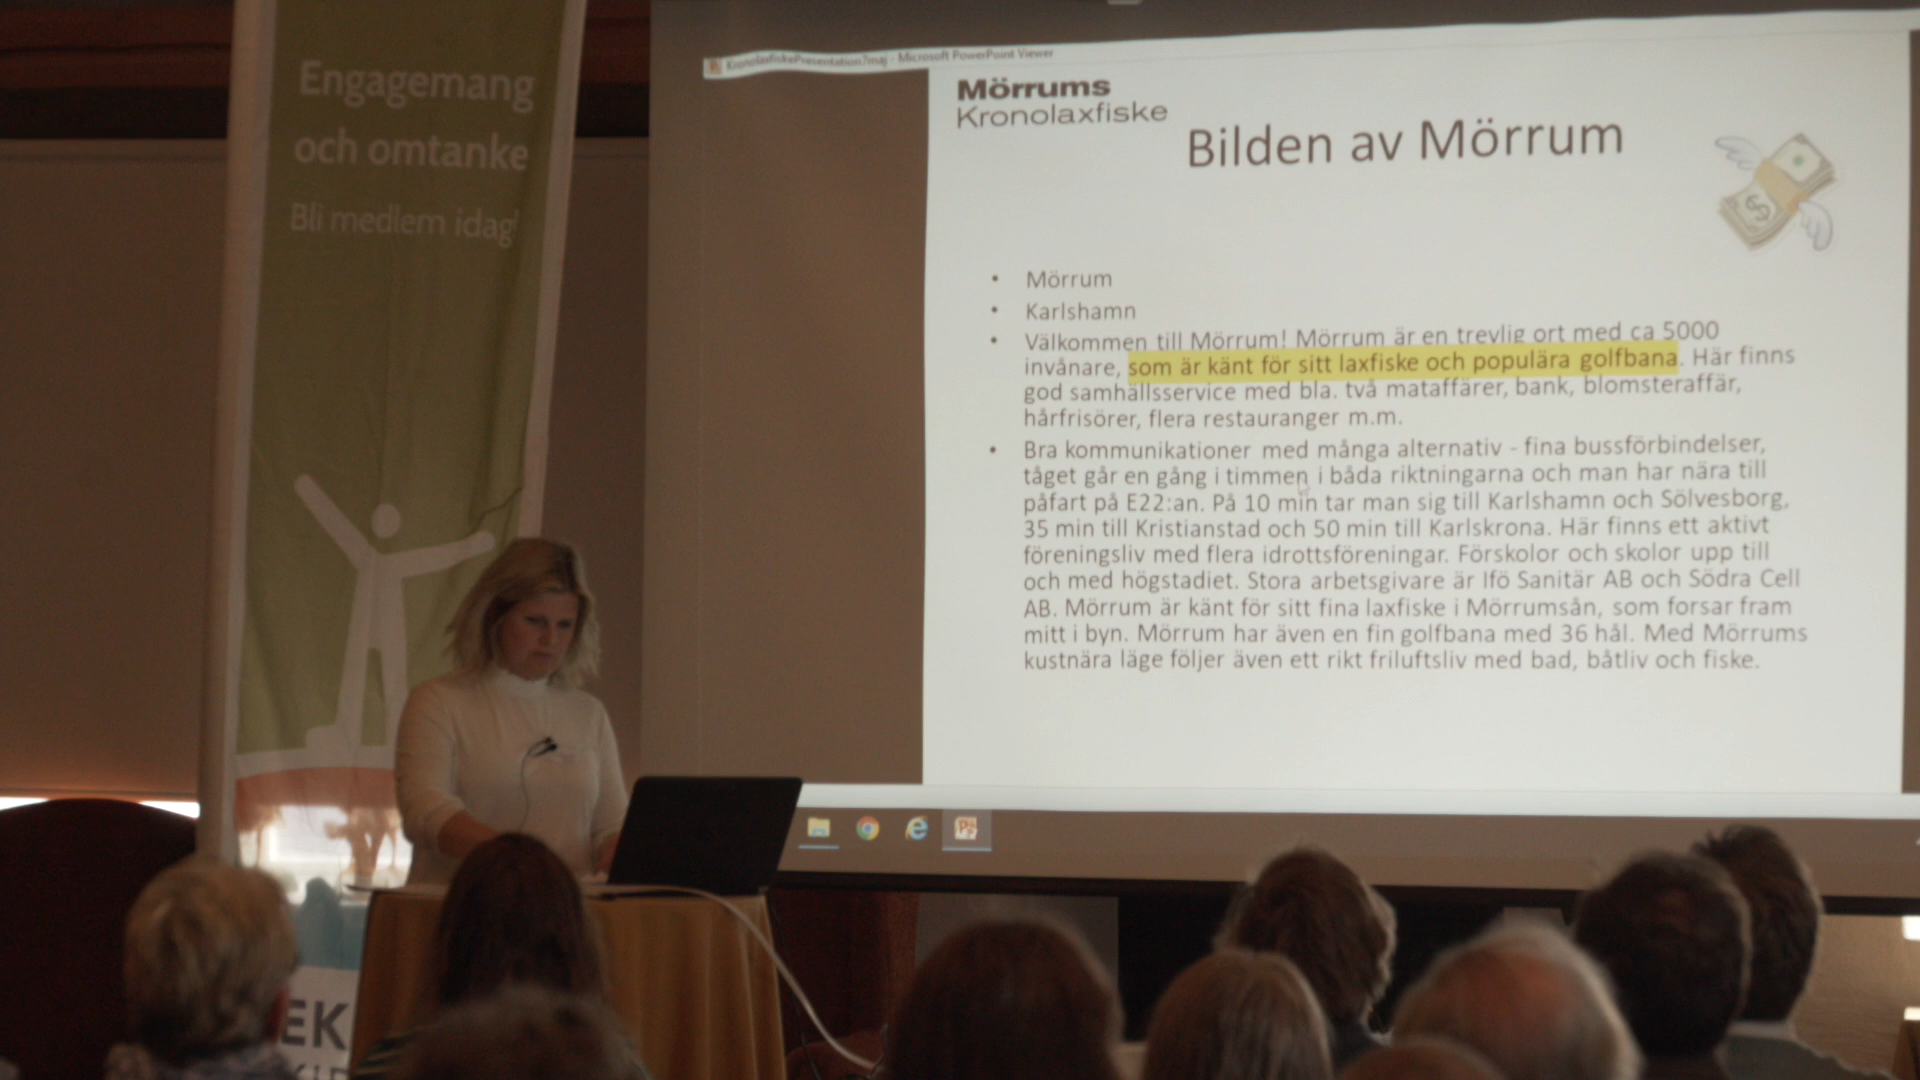 Engagemang
och omtanke
Bli medlem idag!
KronolaxfiskePresentation7maj - Microsoft PowerPoint Viewer
Mörrums
Kronolaxfiske
Bilden av Mörrum
• Mörrum
• Karlshamn
• Välkommen till Mörrum! Mörrum är en trevlig ort med ca 5000
invånare, som är känt för sitt laxfiske och populära golfbana. Här finns
god samhällsservice med bla. två mataffärer, bank, blomsteraffär,
hårfrisörer, flera restauranger m.m.
• Bra kommunikationer med många alternativ - fina bussförbindelser,
tåget går en gång i timmen i båda riktningarna och man har nära till
påfart på E22:an. På 10 min tar man sig till Karlshamn och Sölvesborg,
35 min till Kristianstad och 50 min till Karlskrona. Här finns ett aktivt
föreningsliv med flera idrottsföreningar. Förskolor och skolor upp till
och med högstadiet. Stora arbetsgivare är Ifö Sanitär AB och Södra Cell
AB. Mörrum är känt för sitt fina laxfiske i Mörrumsån, som forsar fram
mitt i byn. Mörrum har även en fin golfbana med 36 hål. Med Mörrums
kustnära läge följer även ett rikt friluftsliv med bad, båtliv och fiske.
EK